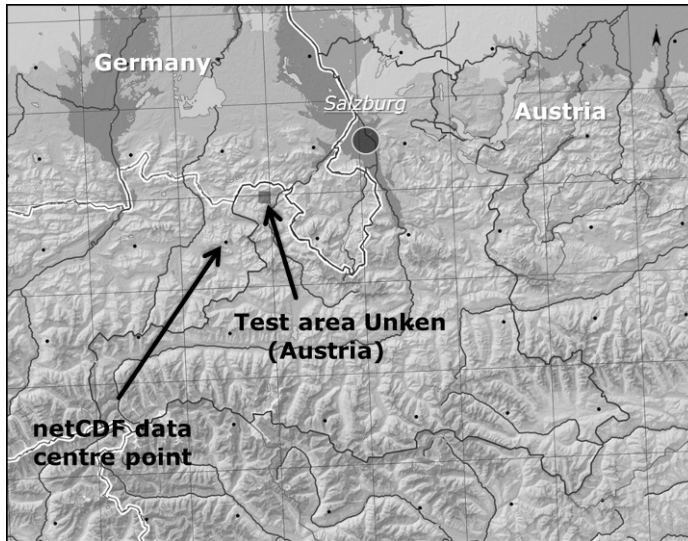 Germany
Salzburg
Austria
Test area Unken
(Austria)
netCDF data
centre point